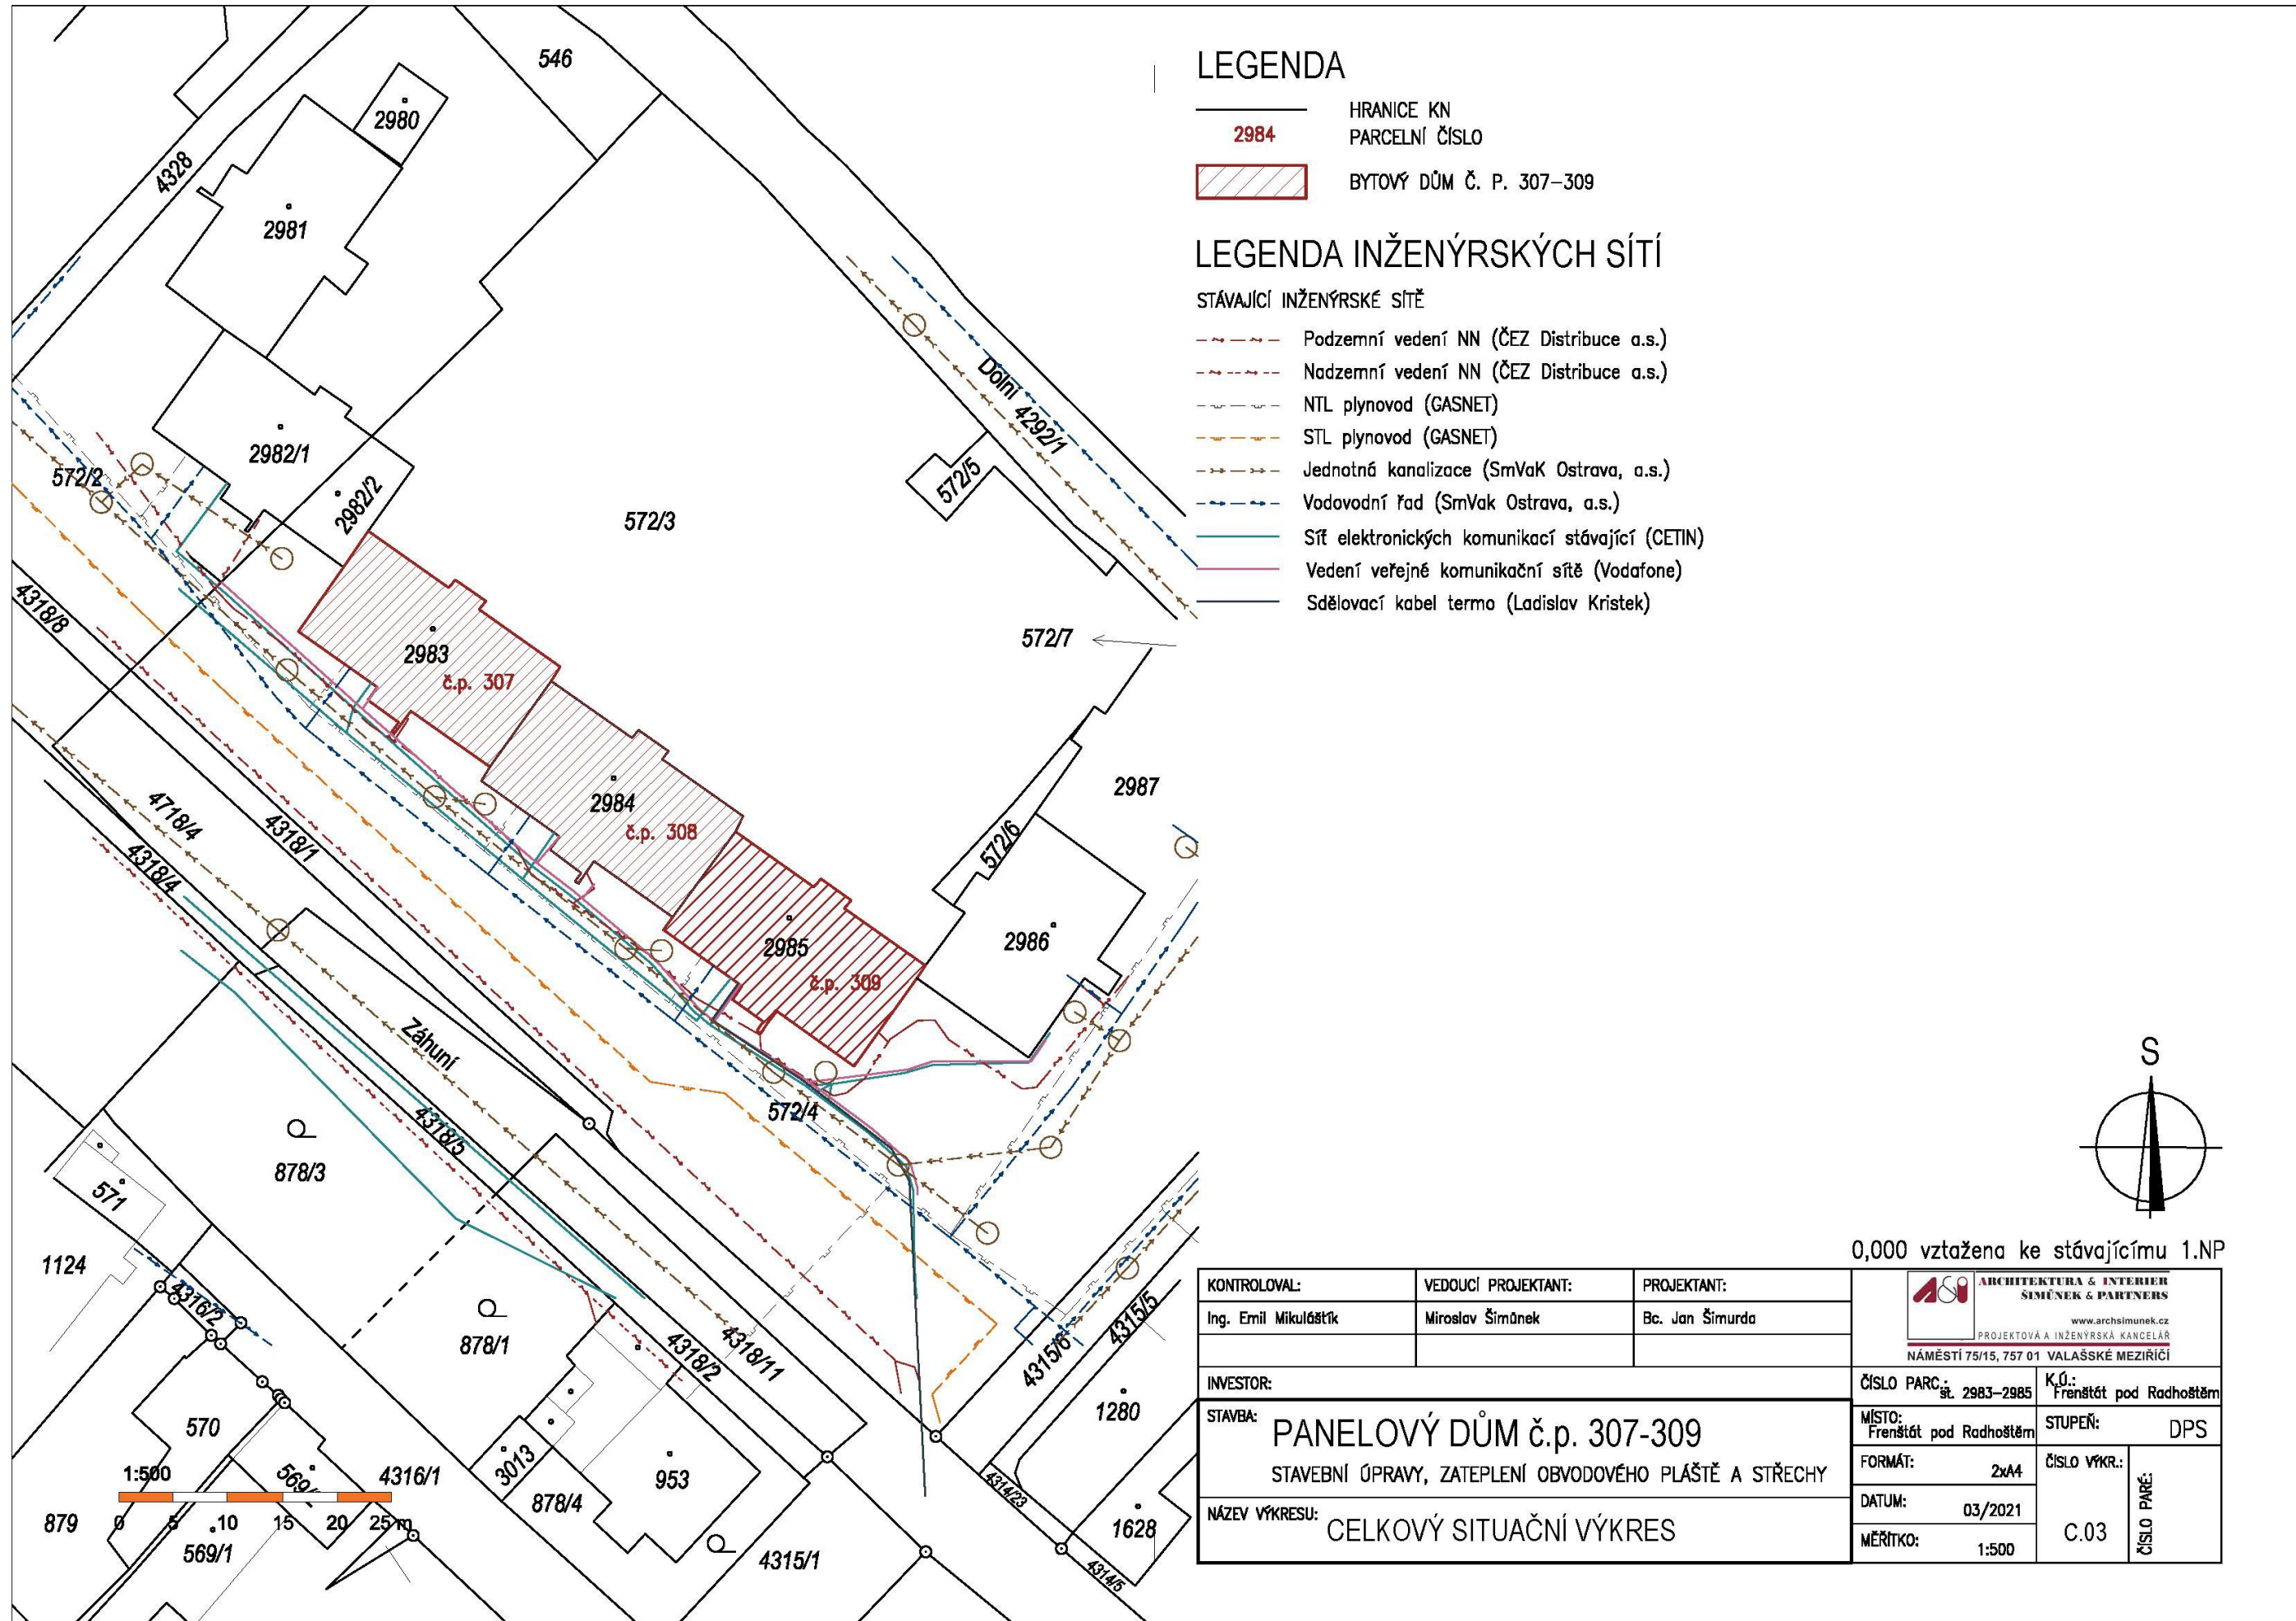 546
2980
4328
2981
2982/1
2982/2
572/2
572/3
572/5
Dolní 4292/1
572/7
4318/8
2983
č.p. 307
2984
č.p. 308
2985
č.p. 309
2987
572/6
2986
4718/4
4318/1
4318/4
Záhuní
572/4
4318/5
878/3
571
1124
4316/2
878/1
4318/2
4318/11
4315/6
4315/5
1280
570
3013
953
878/4
4316/1
879
569/1
4315/1
4314/23
1628
4314/5
1:500
0 5 10 15 20 25 m
LEGENDA
HRANICE KN
2984 PARCELNÍ ČÍSLO
BYTOVÝ DŮM Č. P. 307-309
LEGENDA INŽENÝRSKÝCH SÍTÍ
STÁVAJÍCÍ INŽENÝRSKÉ SÍTĚ
Podzemní vedení NN (ČEZ Distribuce a.s.)
Nadzemní vedení NN (ČEZ Distribuce a.s.)
NTL plynovod (GASNET)
STL plynovod (GASNET)
Jednotná kanalizace (SmVaK Ostrava, a.s.)
Vodovodní řad (SmVak Ostrava, a.s.)
Síť elektronických komunikací stávající (CETIN)
Vedení veřejné komunikační sítě (Vodafone)
Sdělovací kabel termo (Ladislav Kristek)
S
0,000 vztažena ke stávajícímu 1.NP
KONTROLOVAL: VEDOUCÍ PROJEKTANT: PROJEKTANT:
Ing. Emil Mikuláštík Miroslav Šimůnek Bc. Jan Šimurda
INVESTOR:
STAVBA: PANELOVÝ DŮM č.p. 307-309
STAVEBNÍ ÚPRAVY, ZATEPLENÍ OBVODOVÉHO PLÁŠTĚ A STŘECHY
NÁZEV VÝKRESU: CELKOVÝ SITUAČNÍ VÝKRES
A&I ARCHITEKTURA & INTERIER
ŠIMŮNEK & PARTNERS
www.archsimunek.cz
PROJEKTOVÁ A INŽENÝRSKÁ KANCELÁŘ
NÁMĚSTÍ 75/15, 757 01 VALAŠSKÉ MEZIŘÍČÍ
ČÍSLO PARC.: st. 2983-2985
K.Ú.: Frenštát pod Radhoštěm
MÍSTO: Frenštát pod Radhoštěm
STUPEŇ: DPS
FORMÁT: 2xA4
ČÍSLO VÝKR.: C.03
DATUM: 03/2021
MĚŘÍTKO: 1:500
ČÍSLO PARÉ: